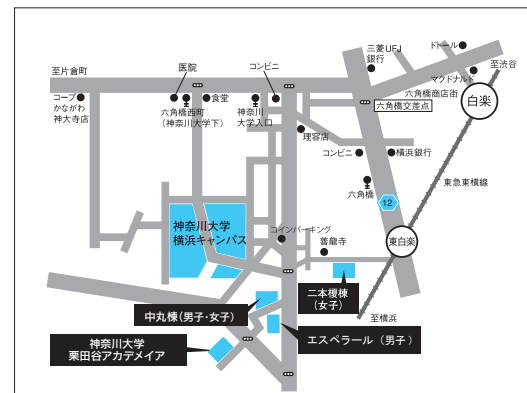 三菱UFJ
銀行
ドトール
至渋谷
医院
コンビニ
至片倉町
マクドナルド
六角橋商店街
白楽
コープ
かながわ
神大寺店
六角橋西町
(神奈川大学下)
食堂
神奈川
大学入口
六角橋交差点
理容店
コンビニ
横浜銀行
東急東横線
六角橋
12
神奈川大学
横浜キャンパス
コインパーキング
善龍寺
東白楽
二本榎棟
(女子)
中丸棟(男子・女子)
至横浜
エスペラール(男子)
神奈川大学
栗田谷アカデメイア